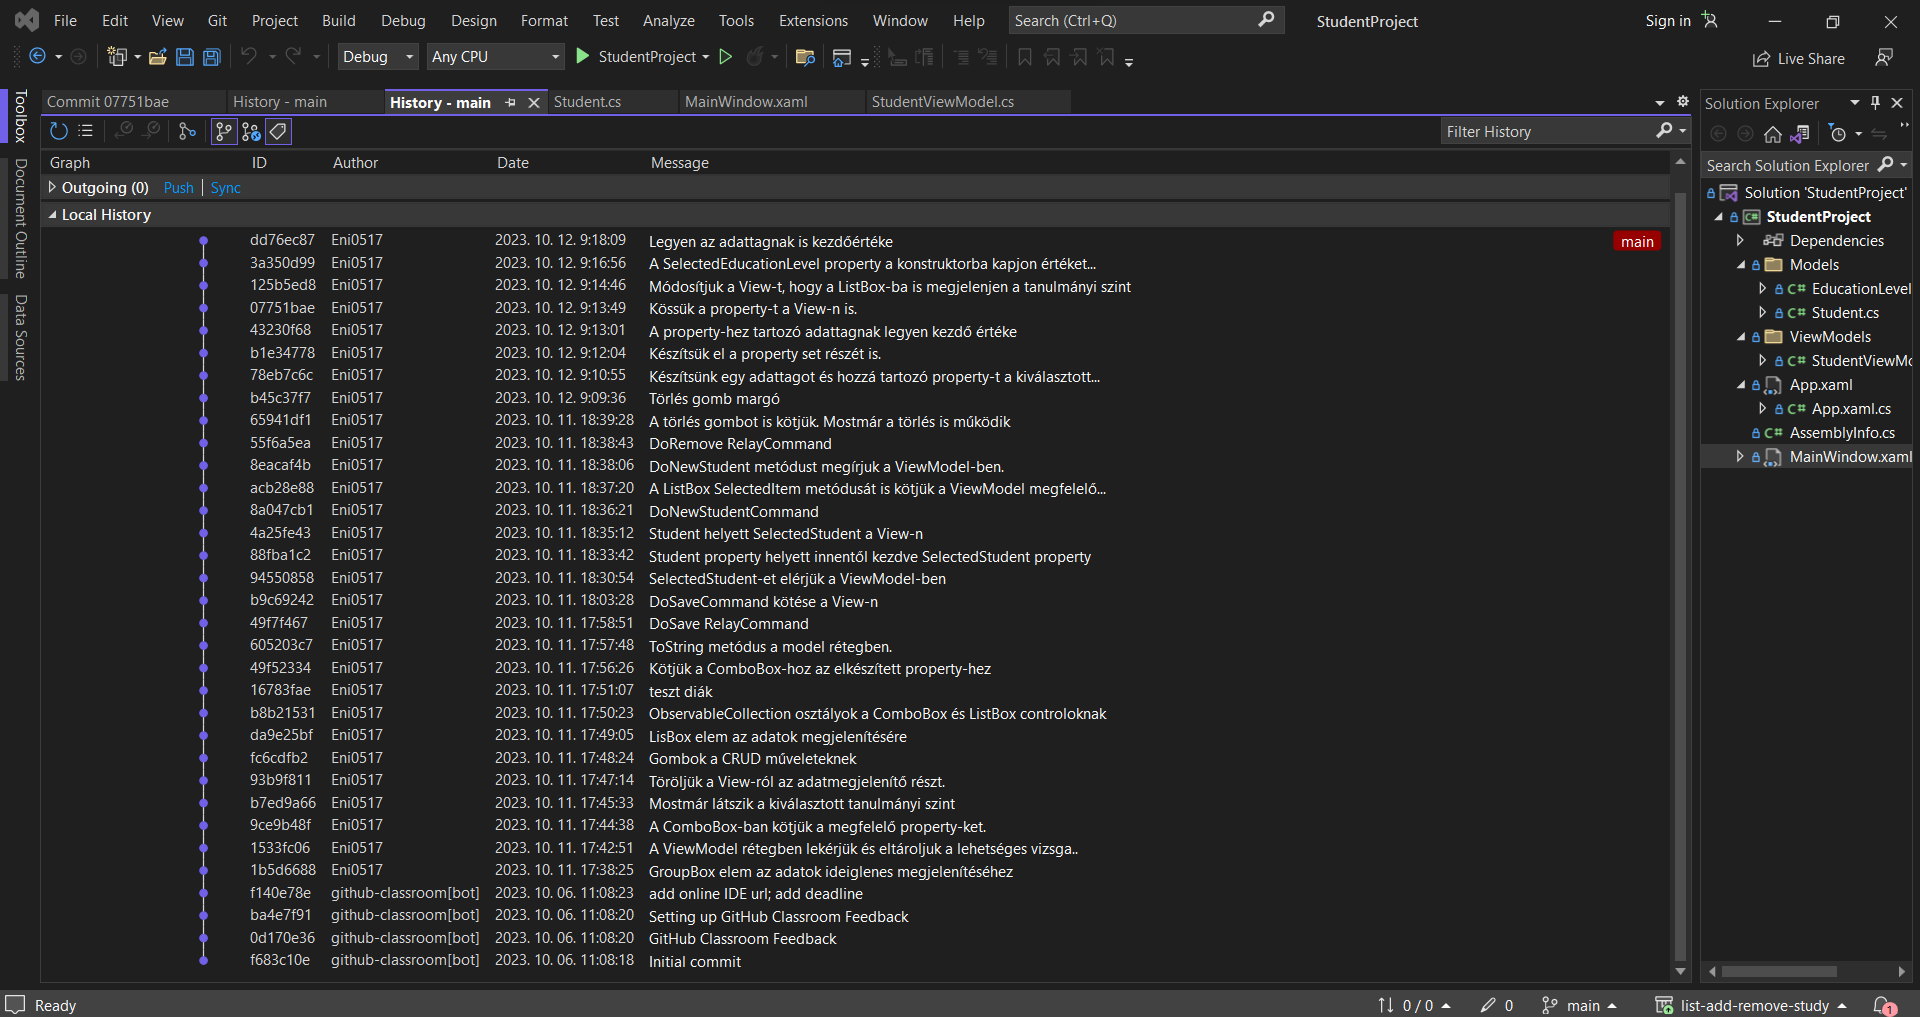 File Edit View Git Project Build Debug Design Format Test Analyze Tools Extensions Window Help Search (Ctrl+Q) StudentProject Sign in
Debug Any CPU StudentProject Live Share
Toolbox
Document Outline
Data Sources
Commit 07751bae History - main History - main Student.cs MainWindow.xaml StudentViewModel.cs
Filter History
Graph ID Author Date Message
Outgoing (0) Push | Sync
Local History
dd76ec87 Eni0517 2023. 10. 12. 9:18:09 Legyen az adattagnak is kezdőértéke main
3a350d99 Eni0517 2023. 10. 12. 9:16:56 A SelectedEducationLevel property a konstruktorba kapjon értéket...
125b5ed8 Eni0517 2023. 10. 12. 9:14:46 Módosítjuk a View-t, hogy a ListBox-ba is megjelenjen a tanulmányi szint
07751bae Eni0517 2023. 10. 12. 9:13:49 Kössük a property-t a View-n is.
43230f68 Eni0517 2023. 10. 12. 9:13:01 A property-hez tartozó adattagnak legyen kezdő értéke
b1e34778 Eni0517 2023. 10. 12. 9:12:04 Készítsük el a property set részét is.
78eb7c6c Eni0517 2023. 10. 12. 9:10:55 Készítsünk egy adattagot és hozzá tartozó property-t a kiválasztott...
b45c37f7 Eni0517 2023. 10. 12. 9:09:36 Törlés gomb margó
65941df1 Eni0517 2023. 10. 11. 18:39:28 A törlés gombot is kötjük. Mostmár a törlés is működik
55f6a5ea Eni0517 2023. 10. 11. 18:38:43 DoRemove RelayCommand
8eacaf4b Eni0517 2023. 10. 11. 18:38:06 DoNewStudent metódust megírjuk a ViewModel-ben.
acb28e88 Eni0517 2023. 10. 11. 18:37:20 A ListBox SelectedItem metódusát is kötjük a ViewModel megfelelő...
8a047cb1 Eni0517 2023. 10. 11. 18:36:21 DoNewStudentCommand
4a25fe43 Eni0517 2023. 10. 11. 18:35:12 Student helyett SelectedStudent a View-n
88fba1c2 Eni0517 2023. 10. 11. 18:33:42 Student property helyett innentől kezdve SelectedStudent property
94550858 Eni0517 2023. 10. 11. 18:30:54 SelectedStudent-et elérjük a ViewModel-ben
b9c69242 Eni0517 2023. 10. 11. 18:03:28 DoSaveCommand kötése a View-n
49f7f467 Eni0517 2023. 10. 11. 17:58:51 DoSave RelayCommand
605203c7 Eni0517 2023. 10. 11. 17:57:48 ToString metódus a model rétegben.
49f52334 Eni0517 2023. 10. 11. 17:56:26 Kötjük a ComboBox-hoz az elkészített property-hez
16783fae Eni0517 2023. 10. 11. 17:51:07 teszt diák
b8b21531 Eni0517 2023. 10. 11. 17:50:23 ObservableCollection osztályok a ComboBox és ListBox controloknak
da9e25bf Eni0517 2023. 10. 11. 17:49:05 LisBox elem az adatok megjelenítésére
fc6cdfb2 Eni0517 2023. 10. 11. 17:48:24 Gombok a CRUD műveleteknek
93b9f811 Eni0517 2023. 10. 11. 17:47:14 Töröljük a View-ról az adatmegjelenítő részt.
b7ed9a66 Eni0517 2023. 10. 11. 17:45:33 Mostmár látszik a kiválasztott tanulmányi szint
9ce9b48f Eni0517 2023. 10. 11. 17:44:38 A ComboBox-ban kötjük a megfelelő property-ket.
1533fc06 Eni0517 2023. 10. 11. 17:42:51 A ViewModel rétegben lekérjük és eltároljuk a lehetséges vizsga..
1b5d6688 Eni0517 2023. 10. 11. 17:38:25 GroupBox elem az adatok ideiglenes megjelenítéséhez
f140e78e github-classroom[bot] 2023. 10. 06. 11:08:23 add online IDE url; add deadline
ba4e7f91 github-classroom[bot] 2023. 10. 06. 11:08:20 Setting up GitHub Classroom Feedback
0d170e36 github-classroom[bot] 2023. 10. 06. 11:08:20 GitHub Classroom Feedback
f683c10e github-classroom[bot] 2023. 10. 06. 11:08:18 Initial commit
Solution Explorer
Search Solution Explorer
Solution 'StudentProject'
C# StudentProject
Dependencies
Models
C# EducationLevel
C# Student.cs
ViewModels
C# StudentViewMo
App.xaml
C# App.xaml.cs
C# AssemblyInfo.cs
MainWindow.xaml
Ready 0 / 0 0 main list-add-remove-study 1